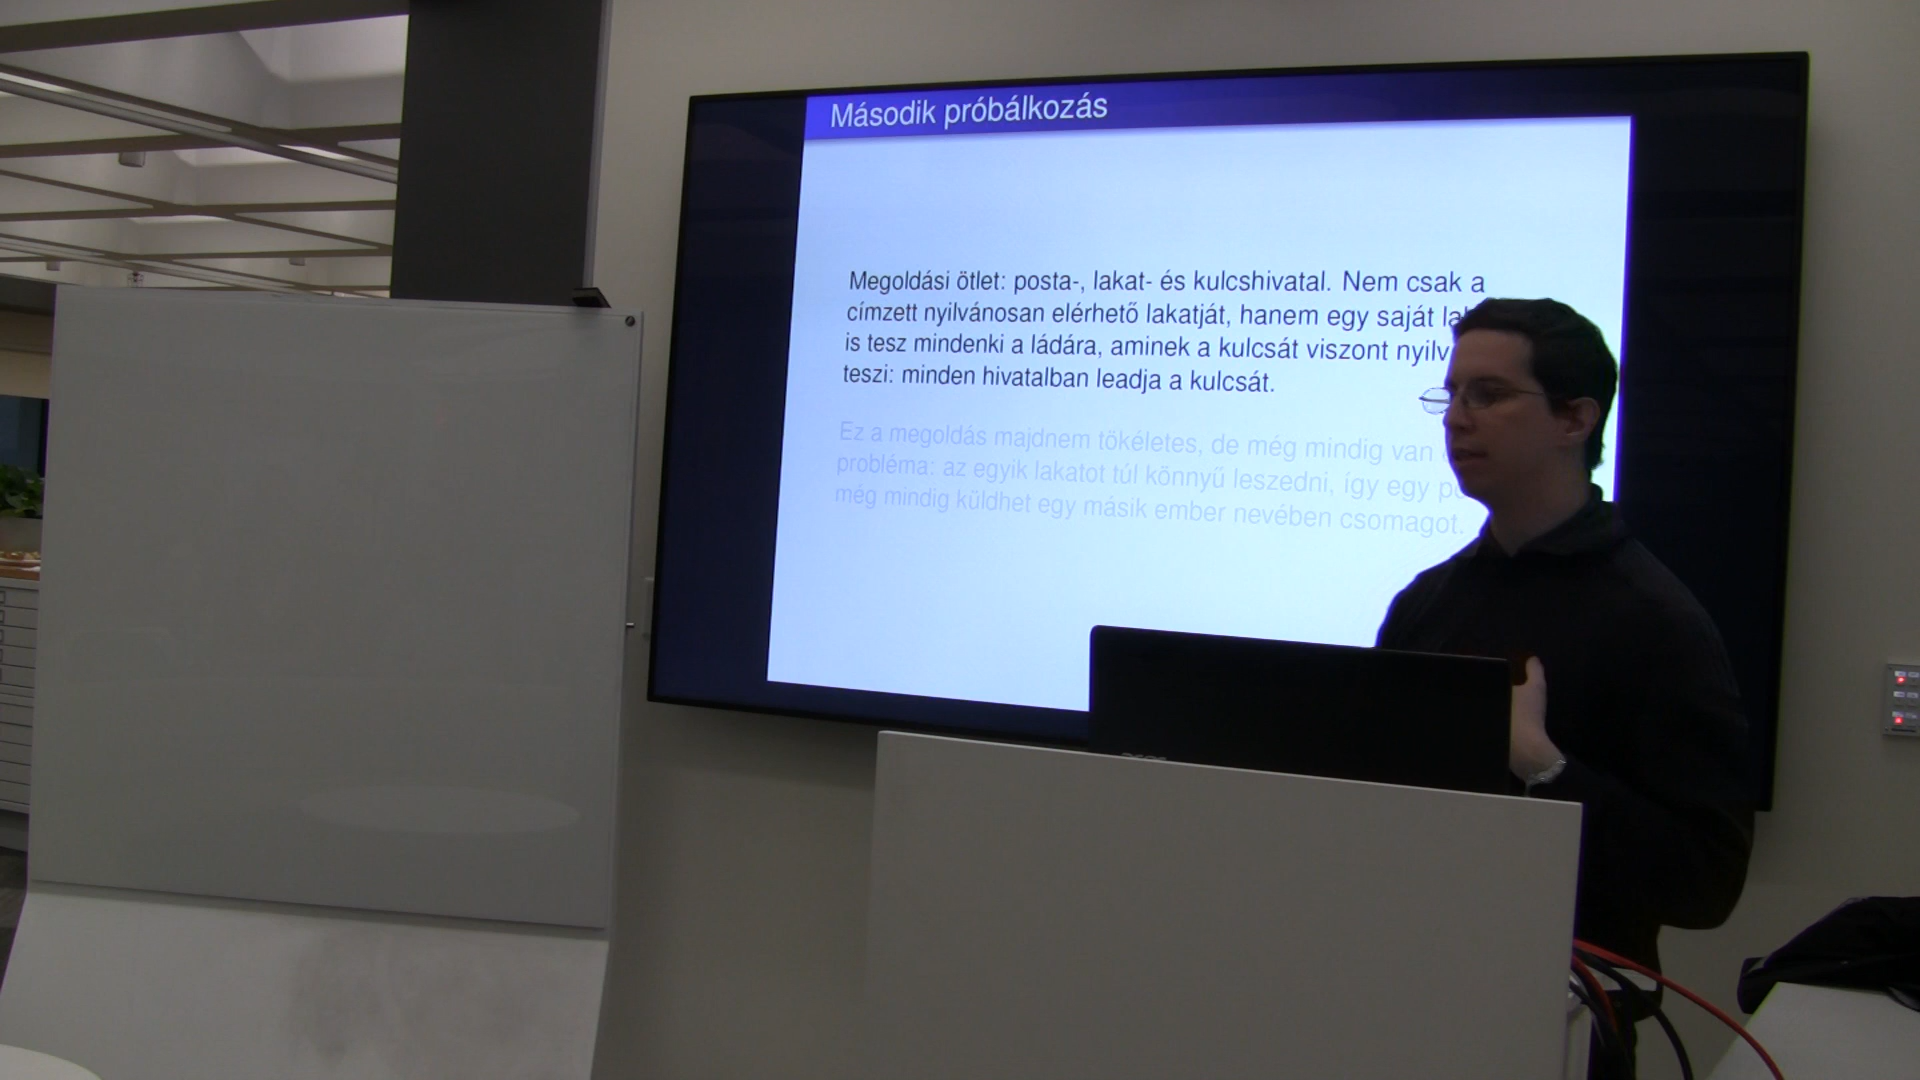 Második próbálkozás
Megoldási ötlet: posta-, lakat- és kulcshivatal. Nem csak a
címzett nyilvánosan elérhető lakatját, hanem egy saját
is tesz mindenki a ládára, aminek a kulcsát viszont
teszi: minden hivatalban leadja a kulcsát.
Ez a megoldás majdnem tökéletes, de még mindig van
probléma: az egyik lakatot túl könnyű leszedni, így egy
még mindig küldhet egy másik ember nevében csomagot.